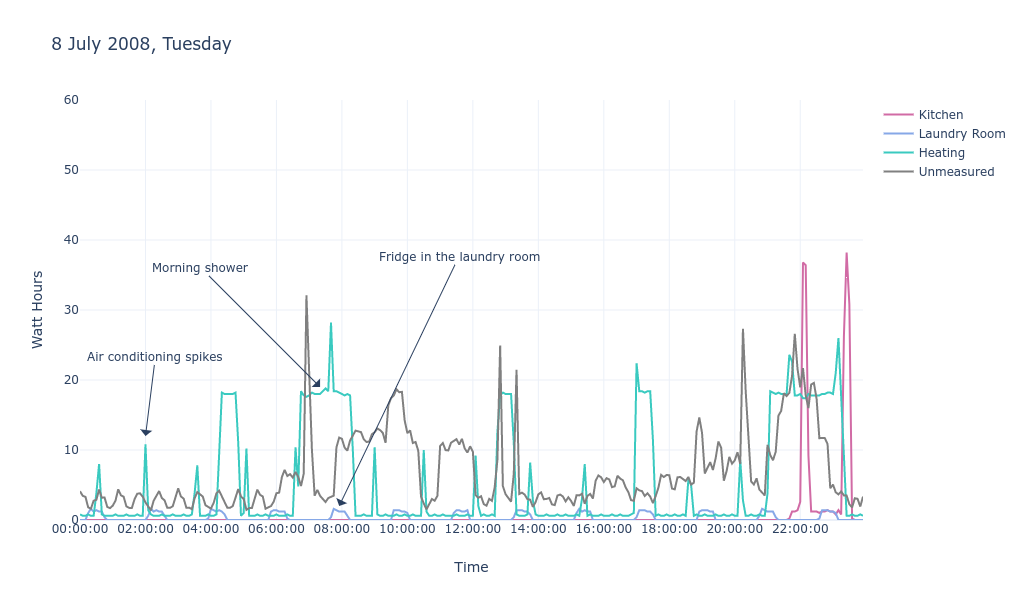 8 July 2008, Tuesday
60
50
40
30
20
10
0
Watt Hours
Morning shower
Fridge in the laundry room
Air conditioning spikes
Kitchen
Laundry Room
Heating
Unmeasured
00:00:00 02:00:00 04:00:00 06:00:00 08:00:00 10:00:00 12:00:00 14:00:00 16:00:00 18:00:00 20:00:00 22:00:00
Time